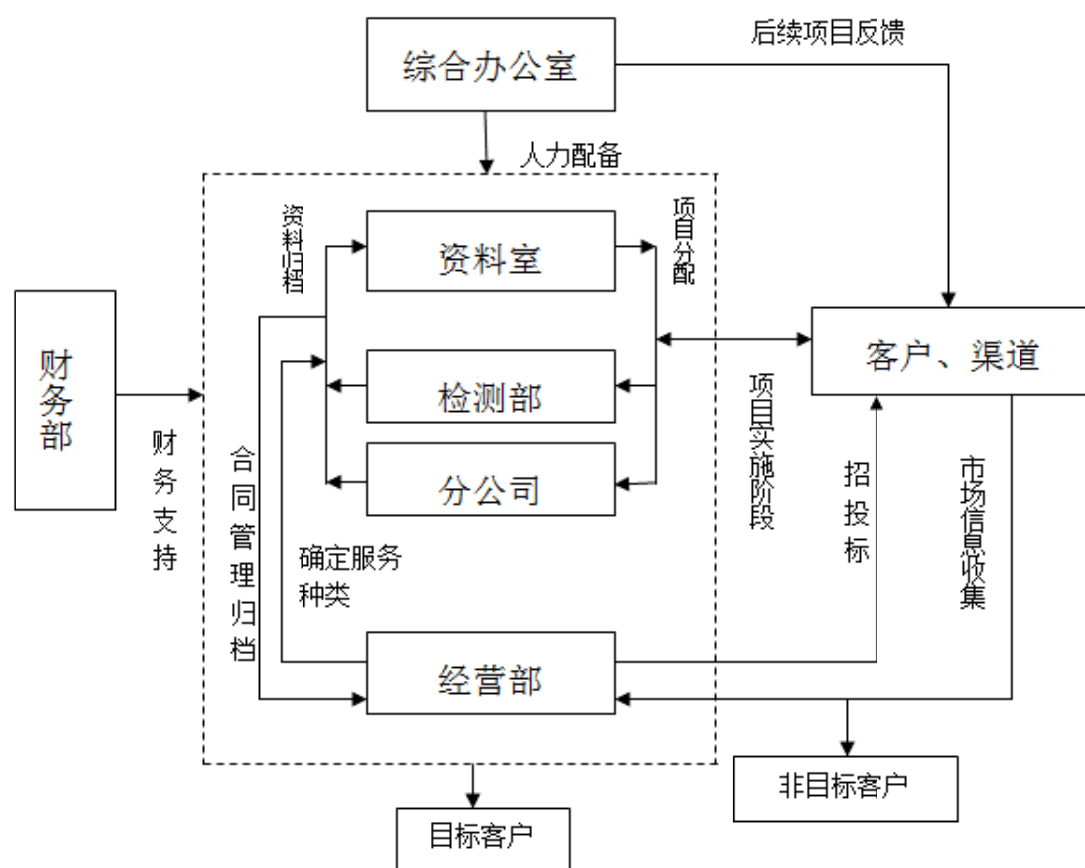 后续项目反馈
综合办公室
人力配备
资料归档
资料室
项目分配
财务部
财务支持
检测部
客户、渠道
分公司
项目实施阶段
招投标
市场信息收集
合同管理归档
确定服务
种类
经营部
非目标客户
目标客户